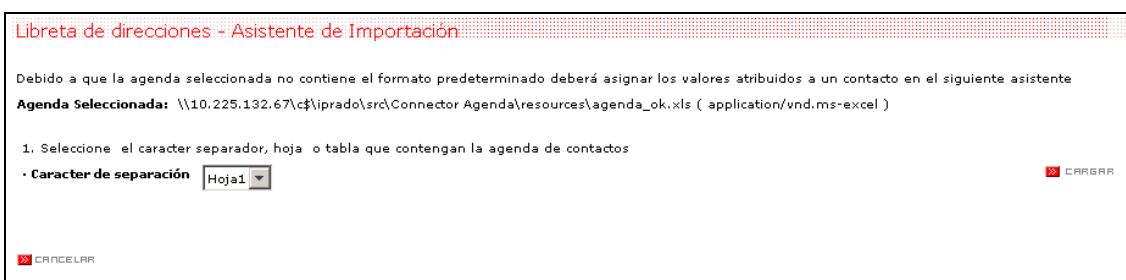 Libreta de direcciones - Asistente de Importación
Debido a que la agenda seleccionada no contiene el formato predeterminado deberá asignar los valores atribuidos a un contacto en el siguiente asistente
Agenda Seleccionada: \\10.225.132.67\c$\iprado\src\Connector Agenda\resources\agenda_ok.xls ( application/vnd.ms-excel )
1. Seleccione el caracter separador, hoja o tabla que contengan la agenda de contactos
· Caracter de separación Hoja1 CARGAR
CANCELAR